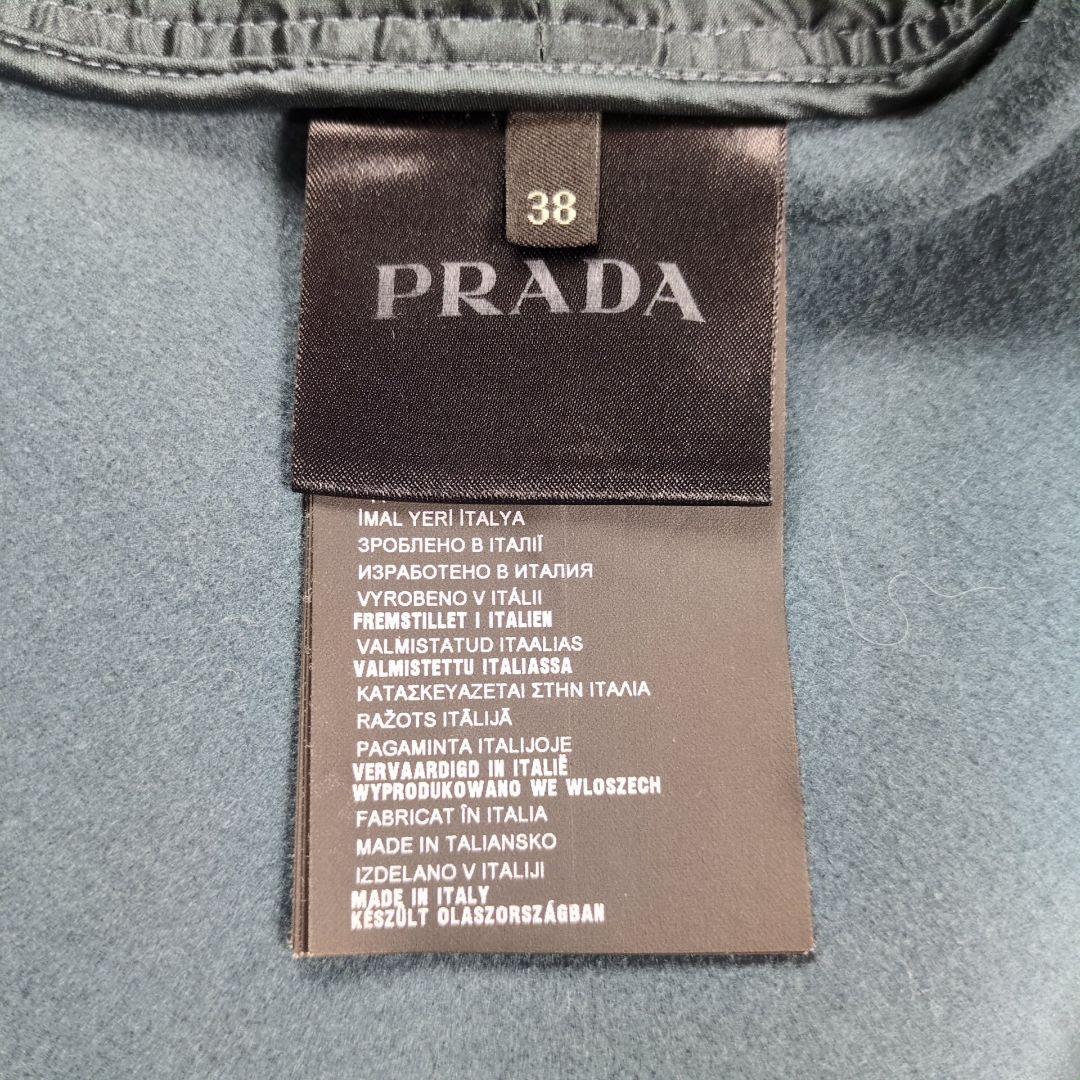 38
PRADA
İMAL YERİ İTALYA
ЗРОБЛЕНО В ІТАЛІЇ
ИЗРАБОТЕНО В ИТАЛИЯ
VYROBENO V ITÁLII
FREMSTILLET I ITALIEN
VALMISTATUD ITAALIAS
VALMISTETTU ITALIASSA
ΚΑΤΑΣΚΕΥΑΖΕΤΑΙ ΣΤΗΝ ΙΤΑΛΙΑ
RAŽOTS ITĀLIJĀ
PAGAMINTA ITALIJOJE
VERVAARDIGD IN ITALIË
WYPRODUKOWANO WE WLOSZECH
FABRICAT ÎN ITALIA
MADE IN TALIANSKO
IZDELANO V ITALIJI
MADE IN ITALY
KÉSZÜLT OLASZORSZÁGBAN